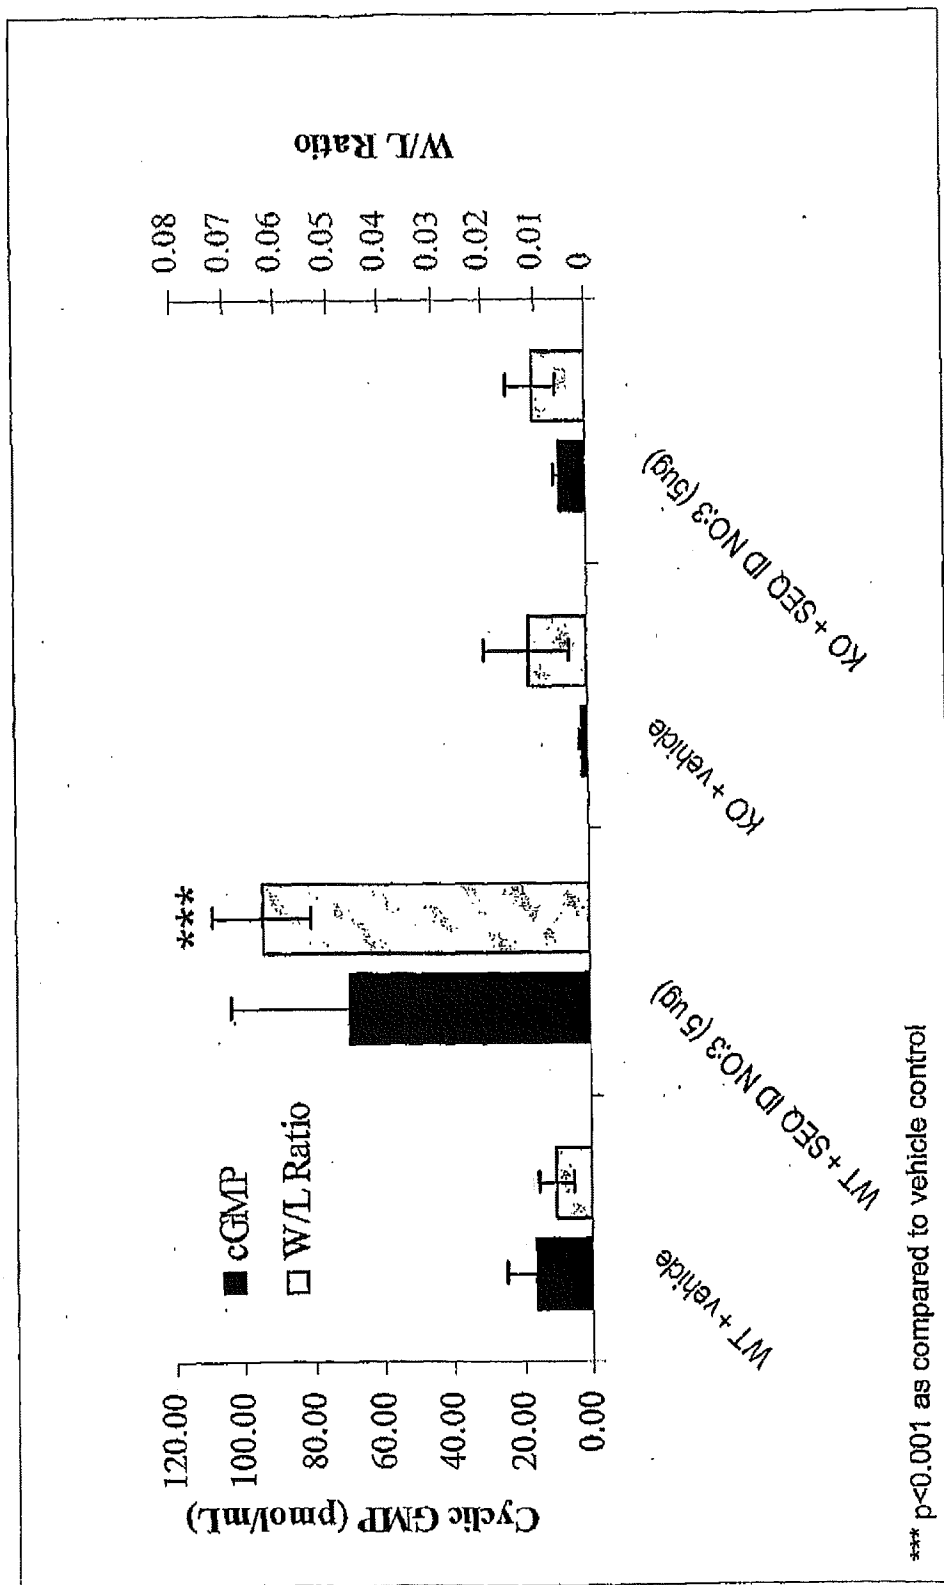 Cyclic GMP (pmol/mL)
120.00
100.00
80.00
60.00
40.00
20.00
0.00
cGMP
W/L Ratio
***
W/L Ratio
0.08
0.07
0.06
0.05
0.04
0.03
0.02
0.01
0
WT + vehicle
WT + SEQ ID NO:3 (5ug)
KO + vehicle
KO + SEQ ID NO:3 (5ug)
*** p<0.001 as compared to vehicle control